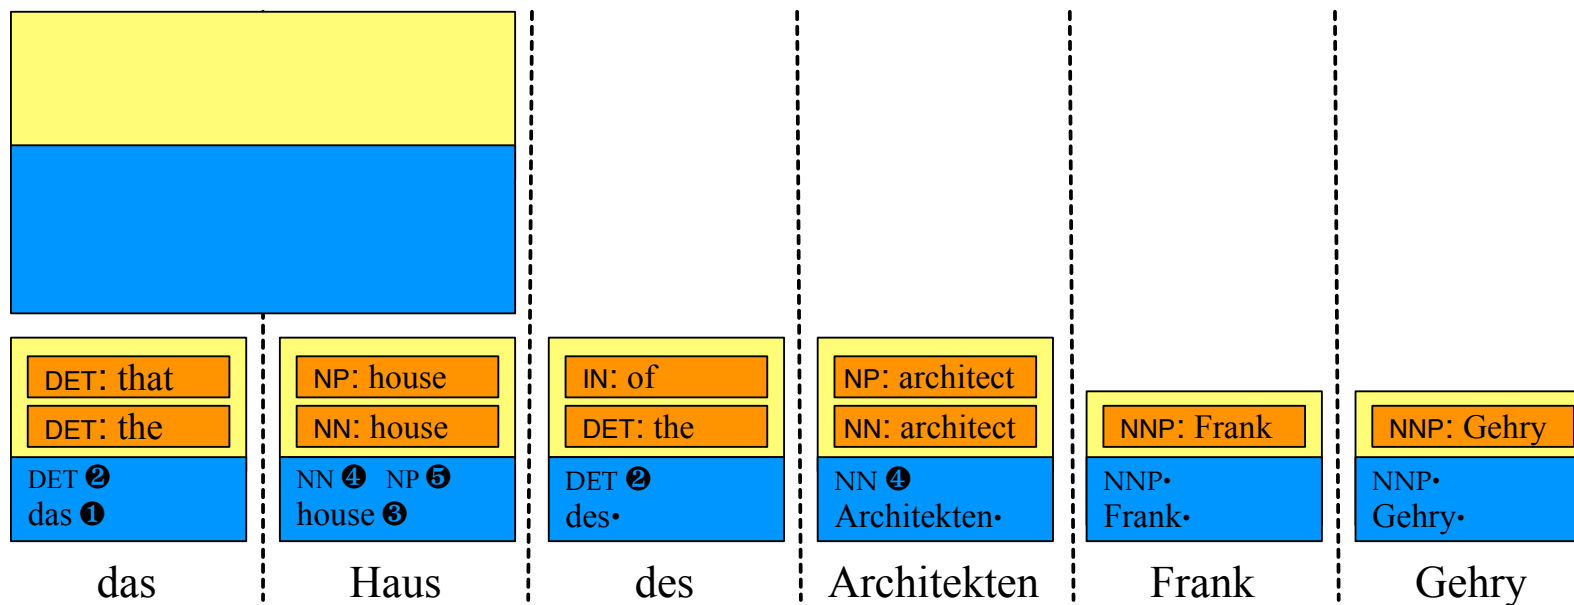 DET: that
DET: the
DET ❷
das ❶
NP: house
NN: house
NN ❹ NP ❺
house ❸
IN: of
DET: the
DET ❷
des•
NP: architect
NN: architect
NN ❹
Architekten•
NNP: Frank
NNP•
Frank•
NNP: Gehry
NNP•
Gehry•
das Haus des Architekten Frank Gehry